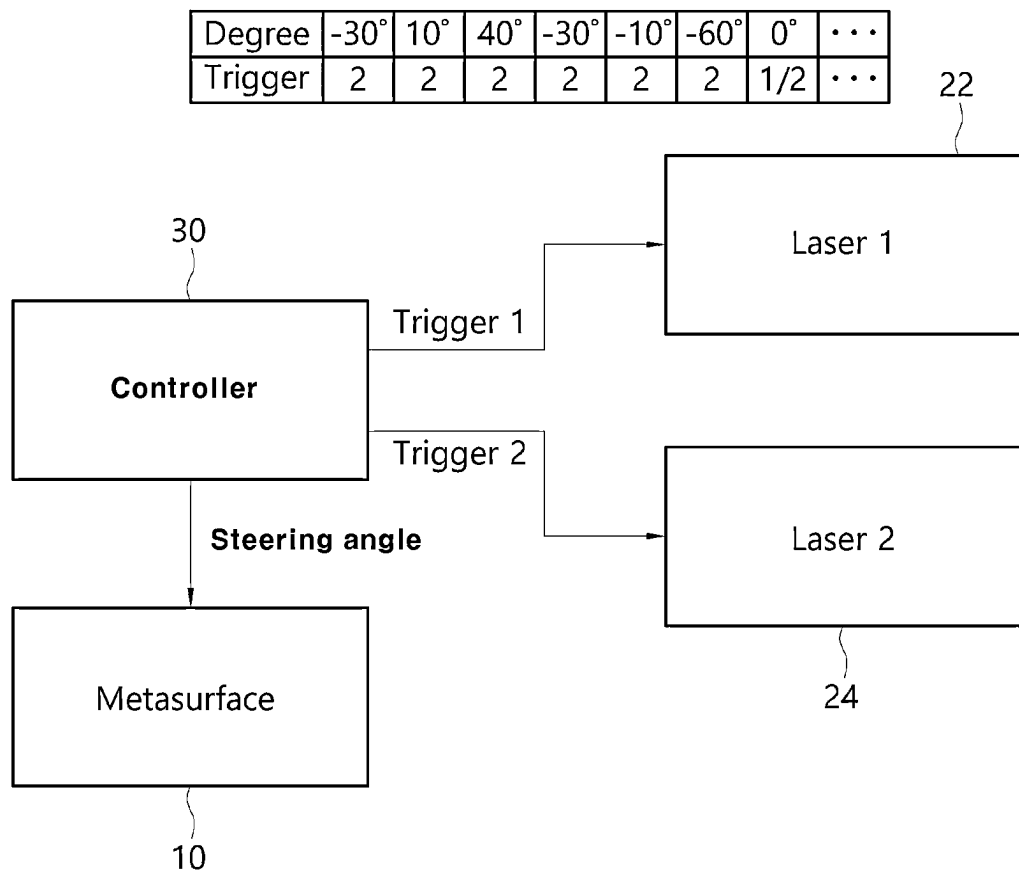 Degree -30° 10° 40° -30° -10° -60° 0° ···
Trigger 2 2 2 2 2 2 1/2 ···
22
Laser 1
30
Trigger 1
Controller
Trigger 2
Steering angle
Laser 2
24
Metasurface
10